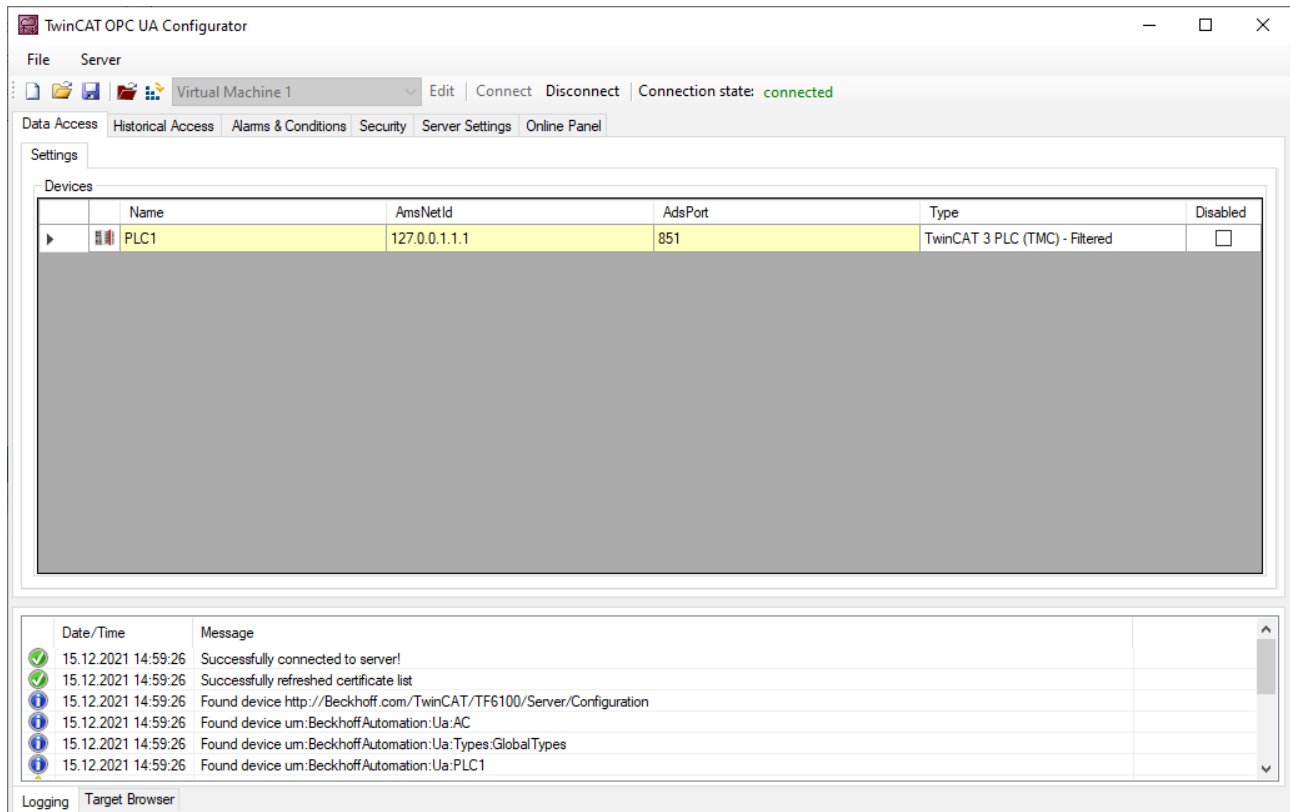 TwinCAT OPC UA Configurator
File Server
Virtual Machine 1 Edit Connect Disconnect Connection state: connected
Data Access Historical Access Alarms & Conditions Security Server Settings Online Panel
Settings
Devices
Name AmsNetId AdsPort Type Disabled
PLC1 127.0.0.1.1.1 851 TwinCAT 3 PLC (TMC) - Filtered
Date/Time Message
15.12.2021 14:59:26 Successfully connected to server!
15.12.2021 14:59:26 Successfully refreshed certificate list
15.12.2021 14:59:26 Found device http://Beckhoff.com/TwinCAT/TF6100/Server/Configuration
15.12.2021 14:59:26 Found device urn:BeckhoffAutomation:Ua:AC
15.12.2021 14:59:26 Found device urn:BeckhoffAutomation:Ua:Types:GlobalTypes
15.12.2021 14:59:26 Found device urn:BeckhoffAutomation:Ua:PLC1
Logging Target Browser